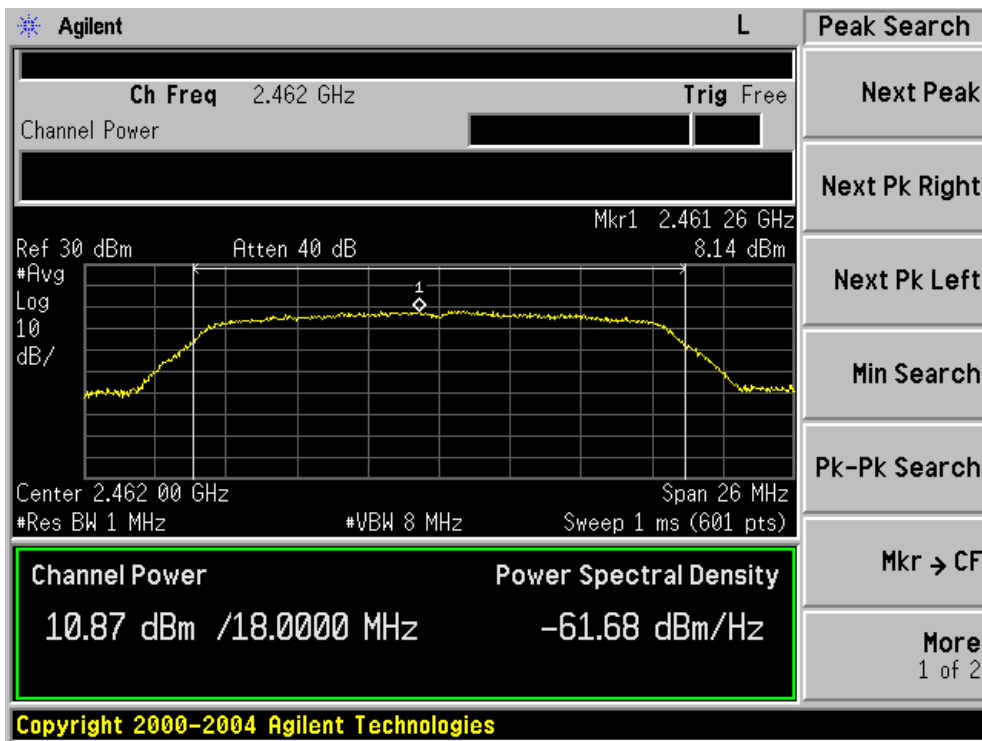 Agilent L
Peak Search
Ch Freq 2.462 GHz Trig Free
Channel Power
Mkr1 2.461 26 GHz
Ref 30 dBm Atten 40 dB 8.14 dBm
#Avg
Log
10
dB/
1
Center 2.462 00 GHz Span 26 MHz
#Res BW 1 MHz #VBW 8 MHz Sweep 1 ms (601 pts)
Channel Power Power Spectral Density
10.87 dBm /18.0000 MHz -61.68 dBm/Hz
Copyright 2000-2004 Agilent Technologies
Next Peak
Next Pk Right
Next Pk Left
Min Search
Pk-Pk Search
Mkr → CF
More
1 of 2